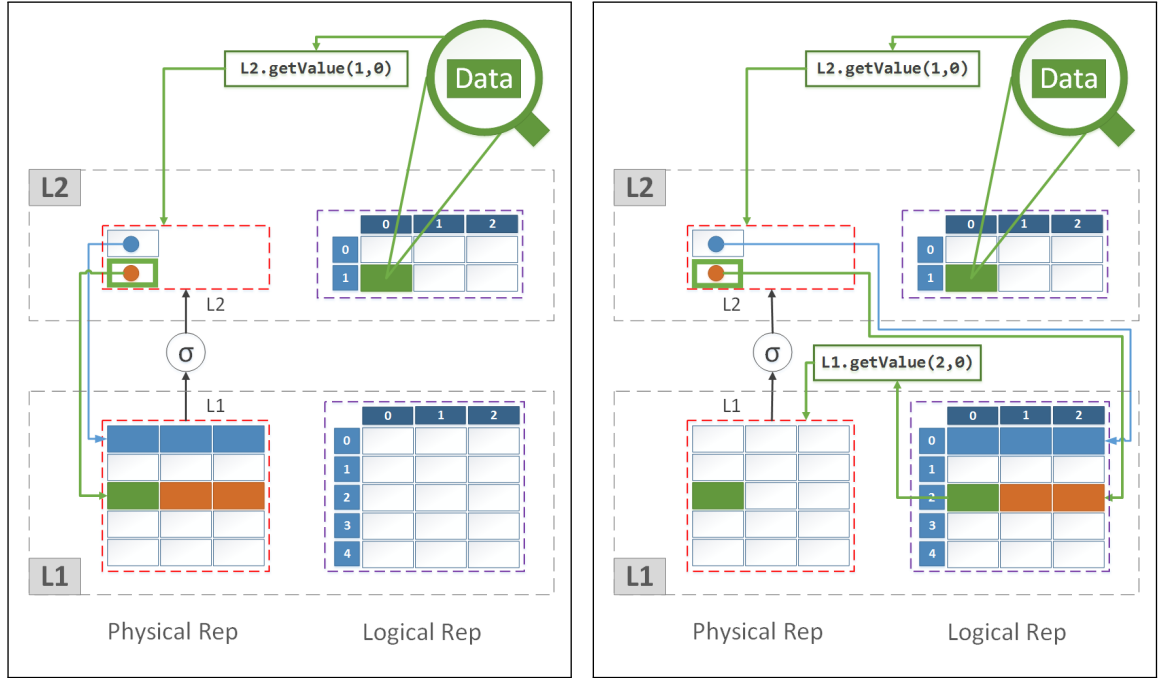 L2.getValue(1,0)
Data
L2
0 1 2
0
1
L2
σ
L1
0 1 2
0
1
2
3
4
L1
Physical Rep Logical Rep
L2.getValue(1,0)
Data
L2
0 1 2
0
1
L2
σ
L1.getValue(2,0)
L1
0 1 2
0
1
2
3
4
L1
Physical Rep Logical Rep